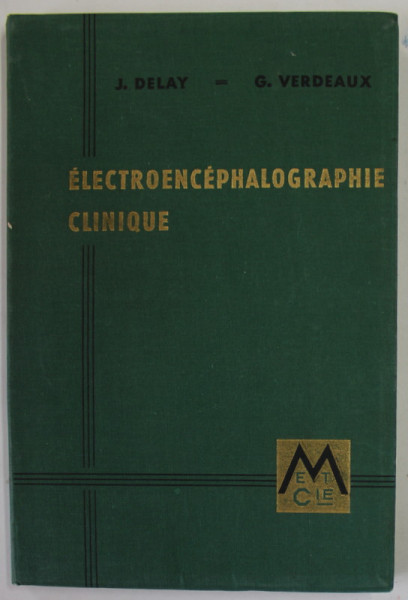 J. DELAY = G. VERDEAUX
ÉLECTROENCÉPHALOGRAPHIE
CLINIQUE
M
ET
CIE